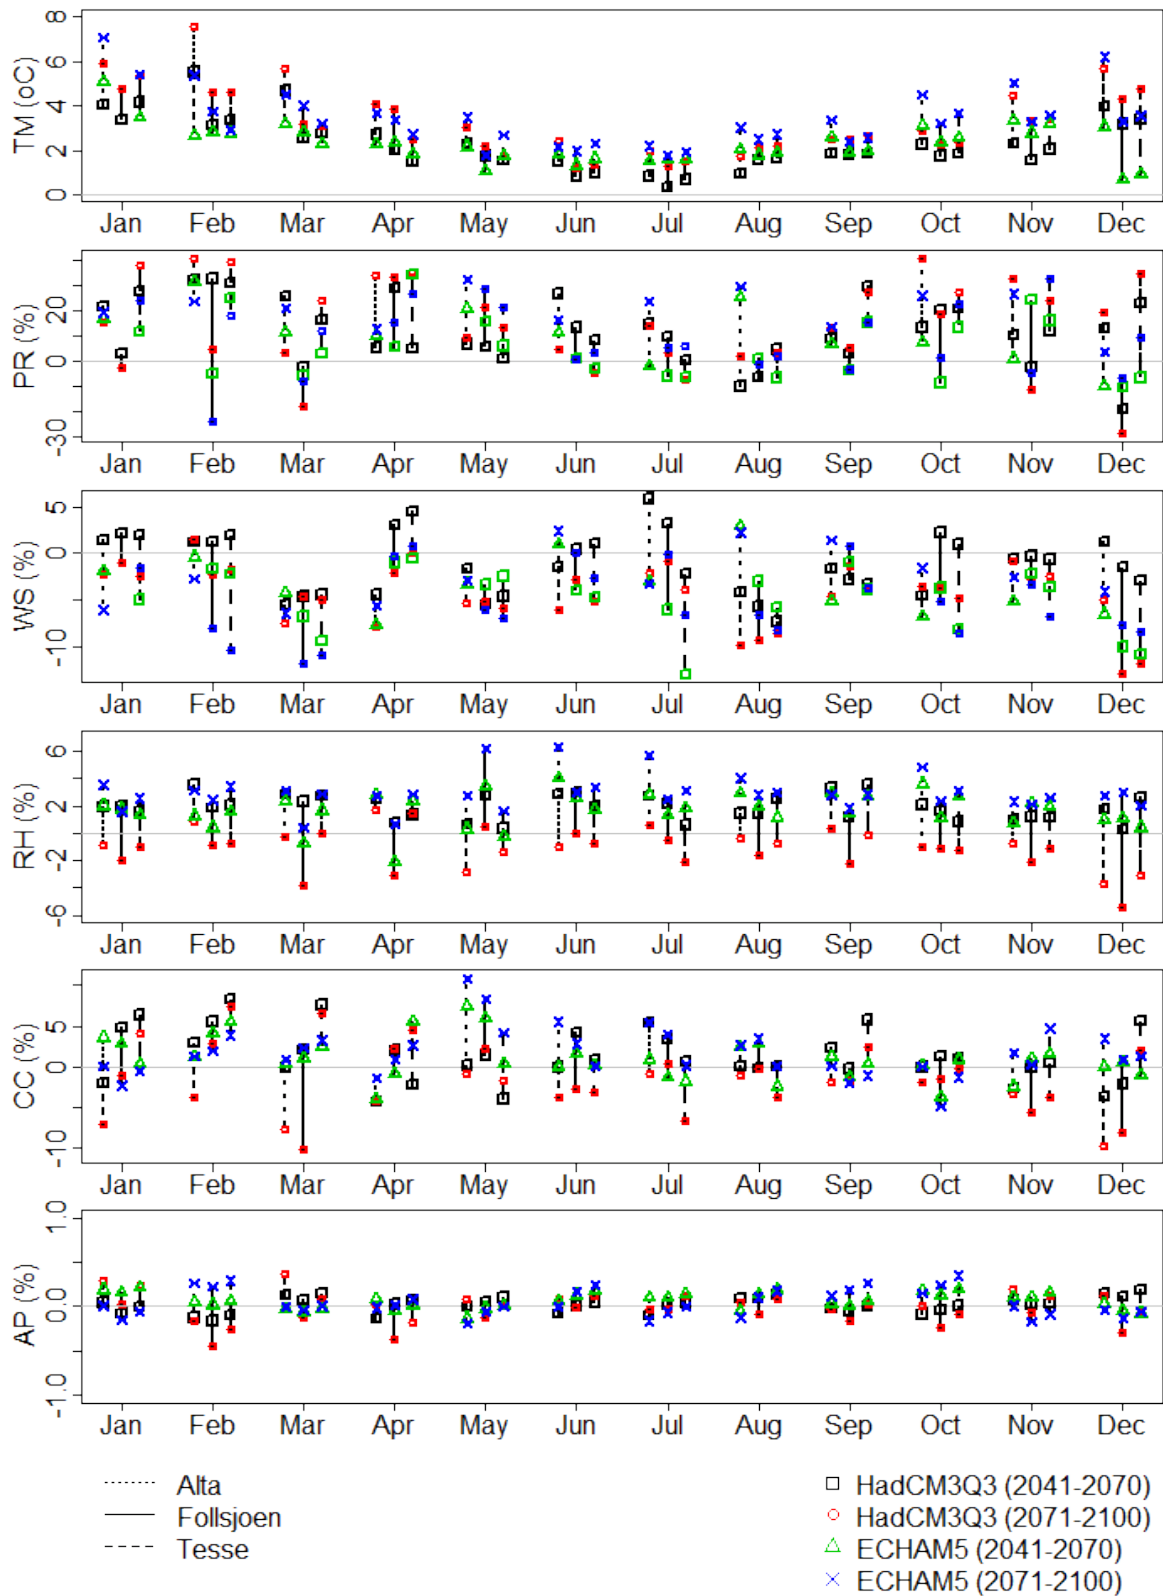 TM (oC)
8
6
4
2
0
Jan Feb Mar Apr May Jun Jul Aug Sep Oct Nov Dec
PR (%)
20
0
-30
Jan Feb Mar Apr May Jun Jul Aug Sep Oct Nov Dec
WS (%)
5
0
-10
Jan Feb Mar Apr May Jun Jul Aug Sep Oct Nov Dec
RH (%)
6
2
-2
-6
Jan Feb Mar Apr May Jun Jul Aug Sep Oct Nov Dec
CC (%)
5
0
-10
Jan Feb Mar Apr May Jun Jul Aug Sep Oct Nov Dec
AP (%)
1.0
0.0
-1.0
Jan Feb Mar Apr May Jun Jul Aug Sep Oct Nov Dec
Alta
Follsjoen
Tesse
HadCM3Q3 (2041-2070)
HadCM3Q3 (2071-2100)
ECHAM5 (2041-2070)
ECHAM5 (2071-2100)